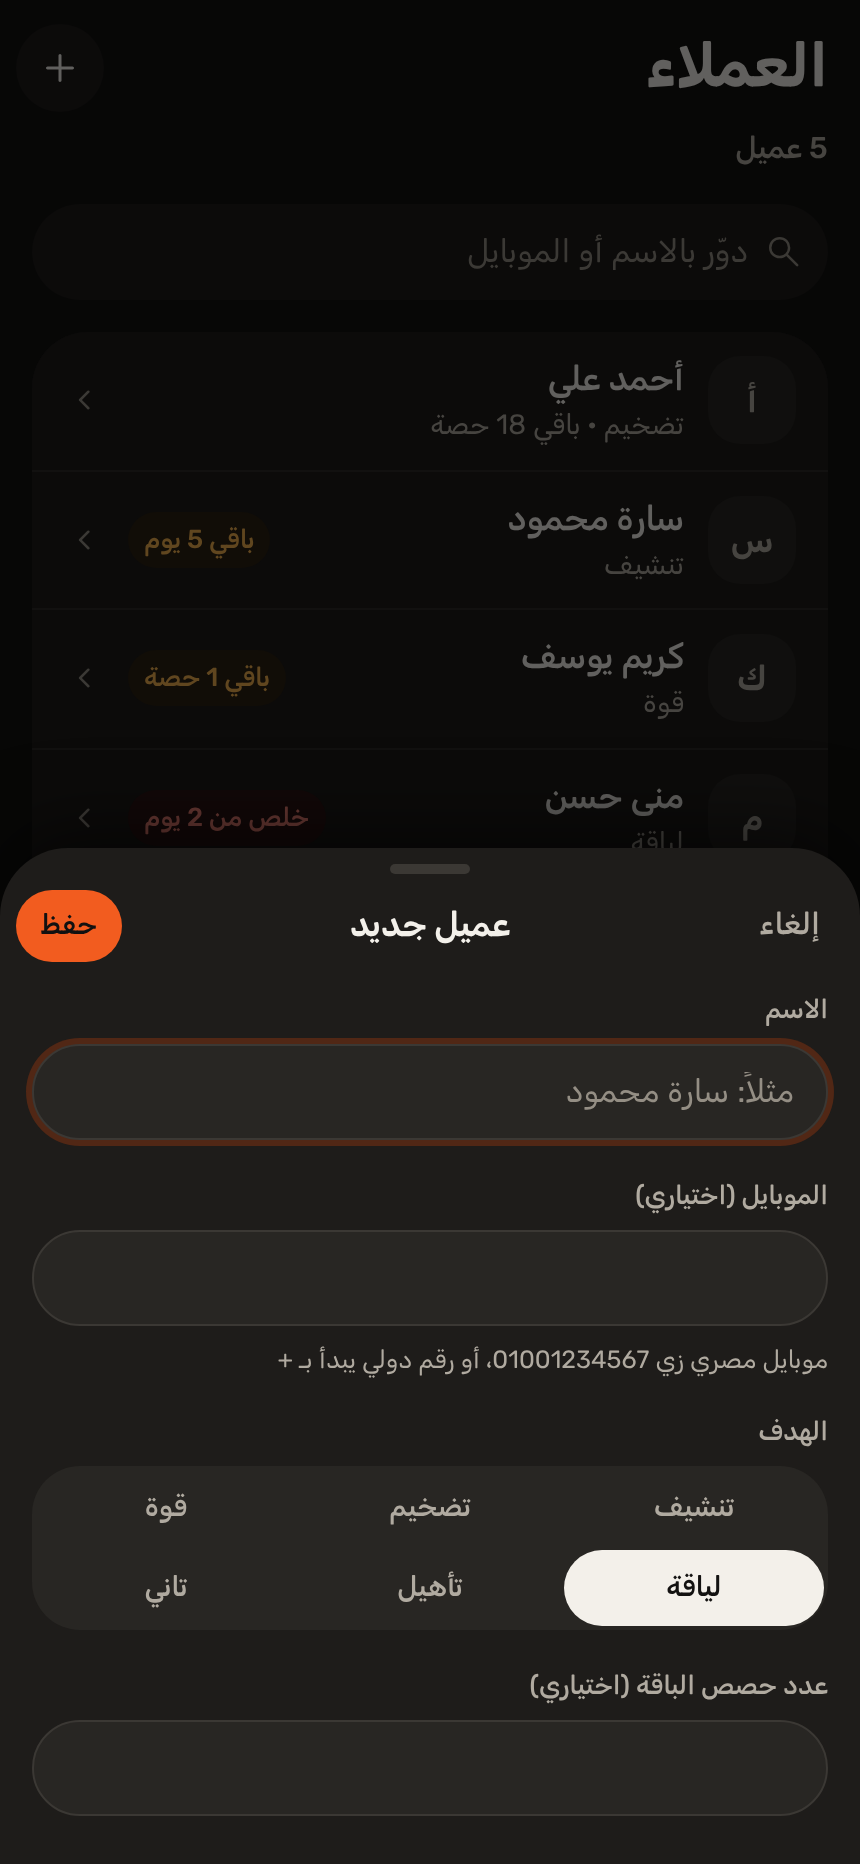 العملاء
5 عميل
دوّر بالاسم أو الموبايل
أ
أحمد علي
تضخيم • باقي 18 حصة
س
سارة محمود
تنشيف
باقي 5 يوم
ك
كريم يوسف
قوة
باقي 1 حصة
م
منى حسن
لياقة
خلص من 2 يوم
إلغاء
عميل جديد
حفظ
الاسم
مثلاً: سارة محمود
الموبايل (اختياري)
موبايل مصري زي 01001234567، أو رقم دولي يبدأ بـ +
الهدف
تنشيف
تضخيم
قوة
لياقة
تأهيل
تاني
عدد حصص الباقة (اختياري)